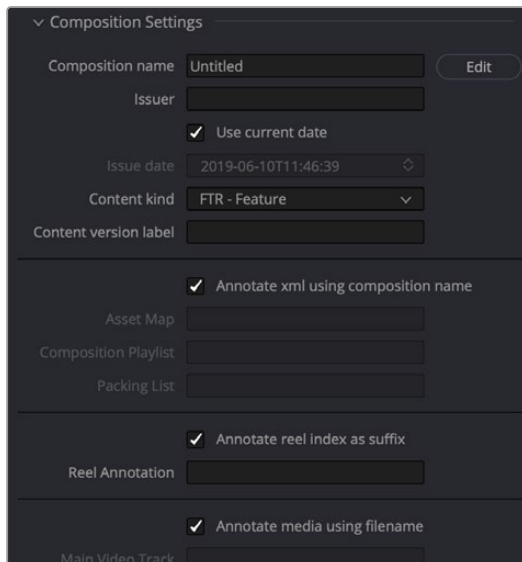 Composition Settings
Composition name Untitled Edit
Issuer
Use current date
Issue date 2019-06-10T11:46:39
Content kind FTR - Feature
Content version label
Annotate xml using composition name
Asset Map
Composition Playlist
Packing List
Annotate reel index as suffix
Reel Annotation
Annotate media using filename
Main Video Track